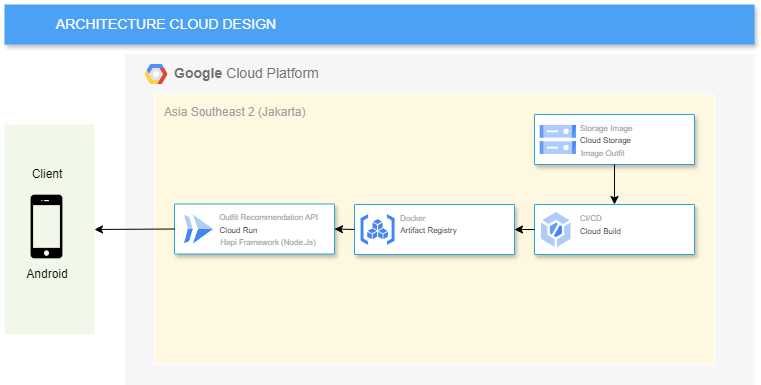 ARCHITECTURE CLOUD DESIGN
Google Cloud Platform
Asia Southeast 2 (Jakarta)
Storage Image
Cloud Storage
Image Outfit
Client
Android
Outfit Recommendation API
Cloud Run
Hapi Framework (Node.Js)
Docker
Artifact Registry
CI/CD
Cloud Build